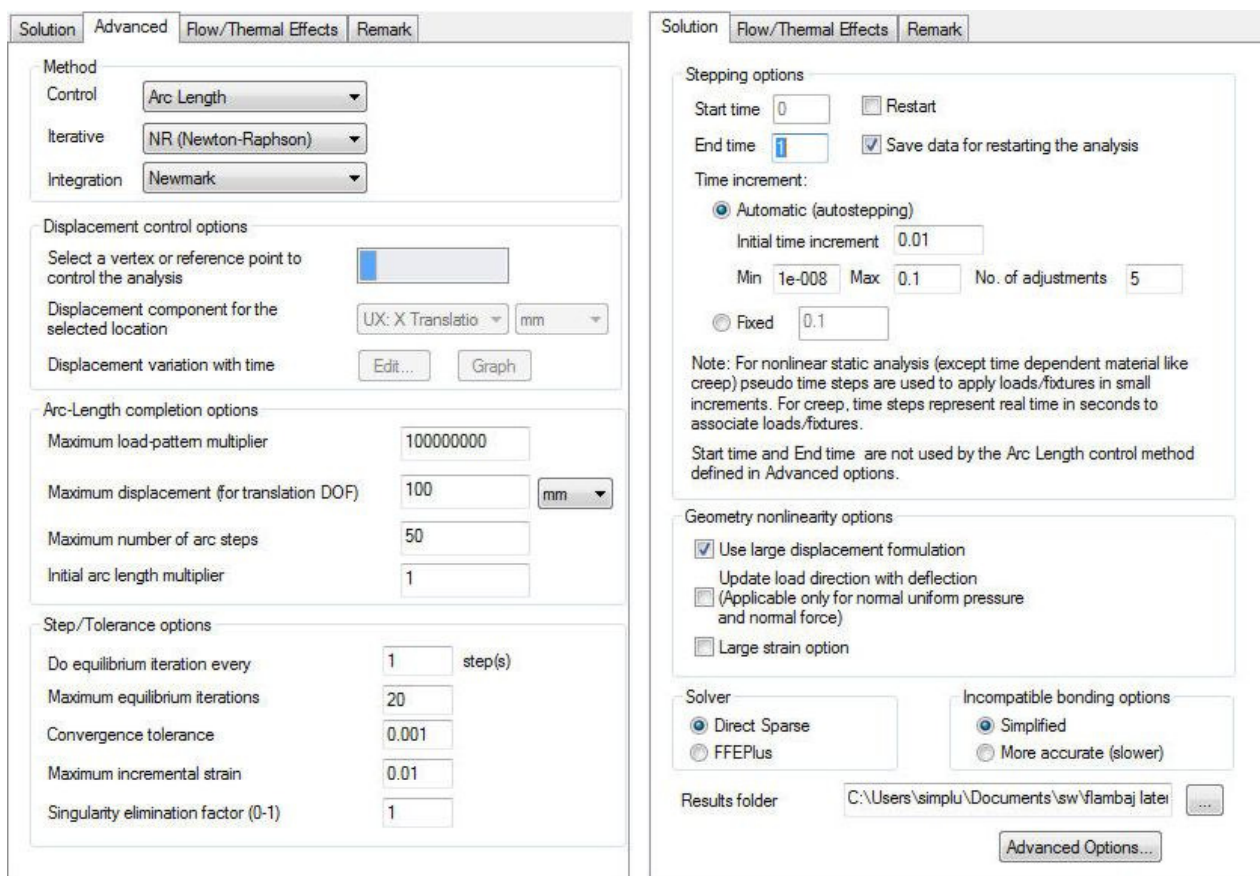 Solution Advanced Flow/Thermal Effects Remark
Method
Control Arc Length
Iterative NR (Newton-Raphson)
Integration Newmark
Displacement control options
Select a vertex or reference point to
control the analysis
Displacement component for the
selected location
UX: X Translatio mm
Displacement variation with time Edit... Graph
Arc-Length completion options
Maximum load-pattern multiplier 100000000
Maximum displacement (for translation DOF) 100 mm
Maximum number of arc steps 50
Initial arc length multiplier 1
Step/Tolerance options
Do equilibrium iteration every 1 step(s)
Maximum equilibrium iterations 20
Convergence tolerance 0.001
Maximum incremental strain 0.01
Singularity elimination factor (0-1) 1
Solution Flow/Thermal Effects Remark
Stepping options
Start time 0 Restart
End time 1 Save data for restarting the analysis
Time increment:
Automatic (autostepping)
Initial time increment 0.01
Min 1e-008 Max 0.1 No. of adjustments 5
Fixed 0.1
Note: For nonlinear static analysis (except time dependent material like
creep) pseudo time steps are used to apply loads/fixtures in small
increments. For creep, time steps represent real time in seconds to
associate loads/fixtures.
Start time and End time are not used by the Arc Length control method
defined in Advanced options.
Geometry nonlinearity options
Use large displacement formulation
Update load direction with deflection
(Applicable only for normal uniform pressure
and normal force)
Large strain option
Solver
Direct Sparse
FFEPlus
Incompatible bonding options
Simplified
More accurate (slower)
Results folder C:\Users\simplu\Documents\sw\flambaj later ...
Advanced Options...